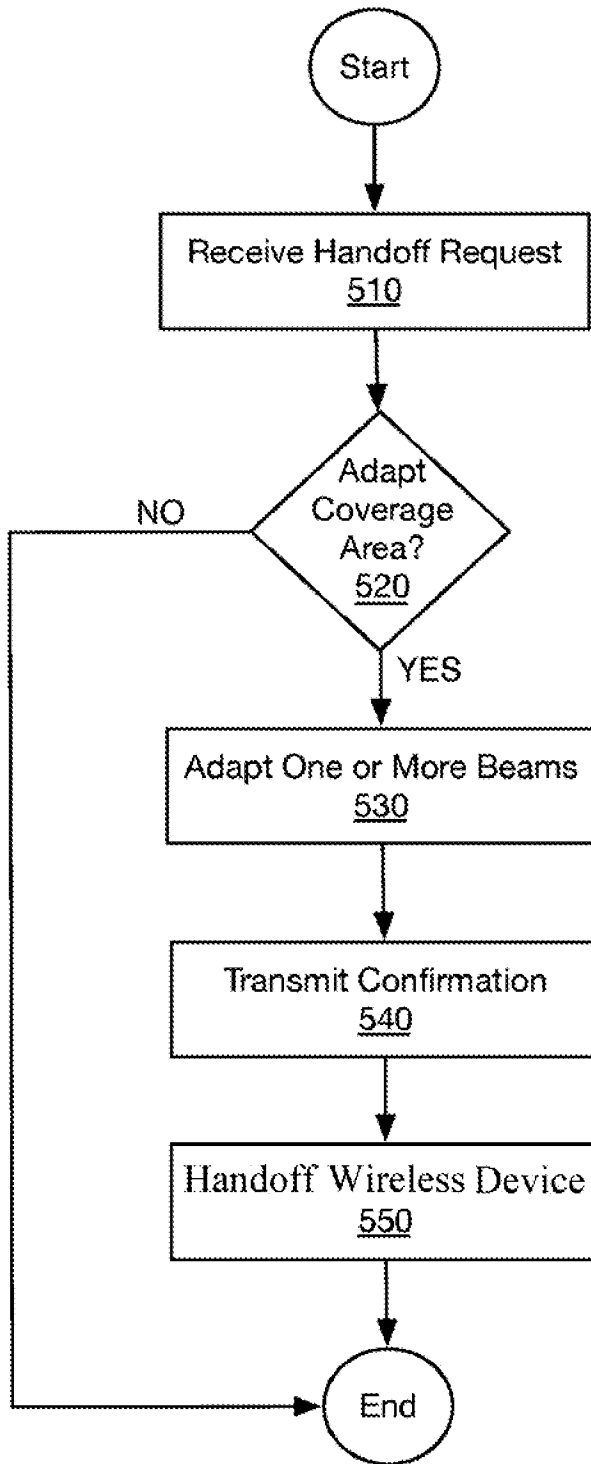 Start
Receive Handoff Request
510
Adapt
Coverage
Area?
520
NO
YES
Adapt One or More Beams
530
Transmit Confirmation
540
Handoff Wireless Device
550
End